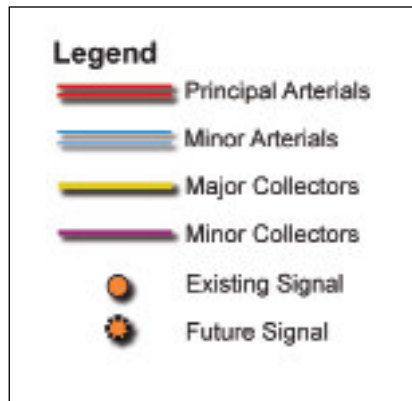 Legend
Principal Arterials
Minor Arterials
Major Collectors
Minor Collectors
Existing Signal
Future Signal